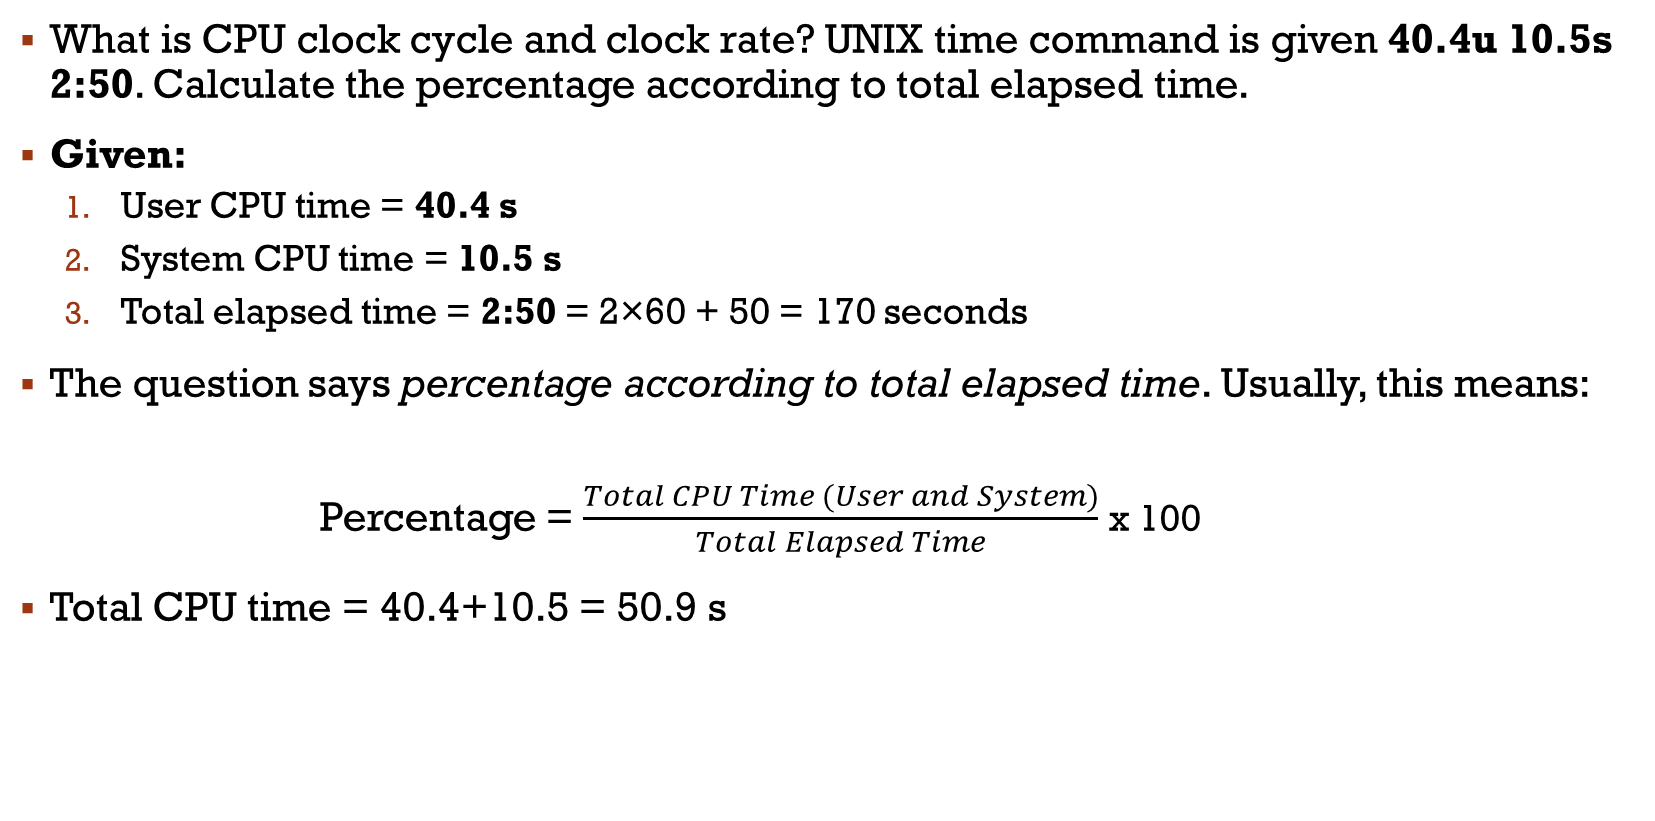 ▪ What is CPU clock cycle and clock rate? UNIX time command is given 40.4u 10.5s
2:50. Calculate the percentage according to total elapsed time.
▪ Given:
1. User CPU time = 40.4 s
2. System CPU time = 10.5 s
3. Total elapsed time = 2:50 = 2×60 + 50 = 170 seconds
▪ The question says percentage according to total elapsed time. Usually, this means:
Percentage = Total CPU Time (User and System) / Total Elapsed Time x 100
▪ Total CPU time = 40.4+10.5 = 50.9 s